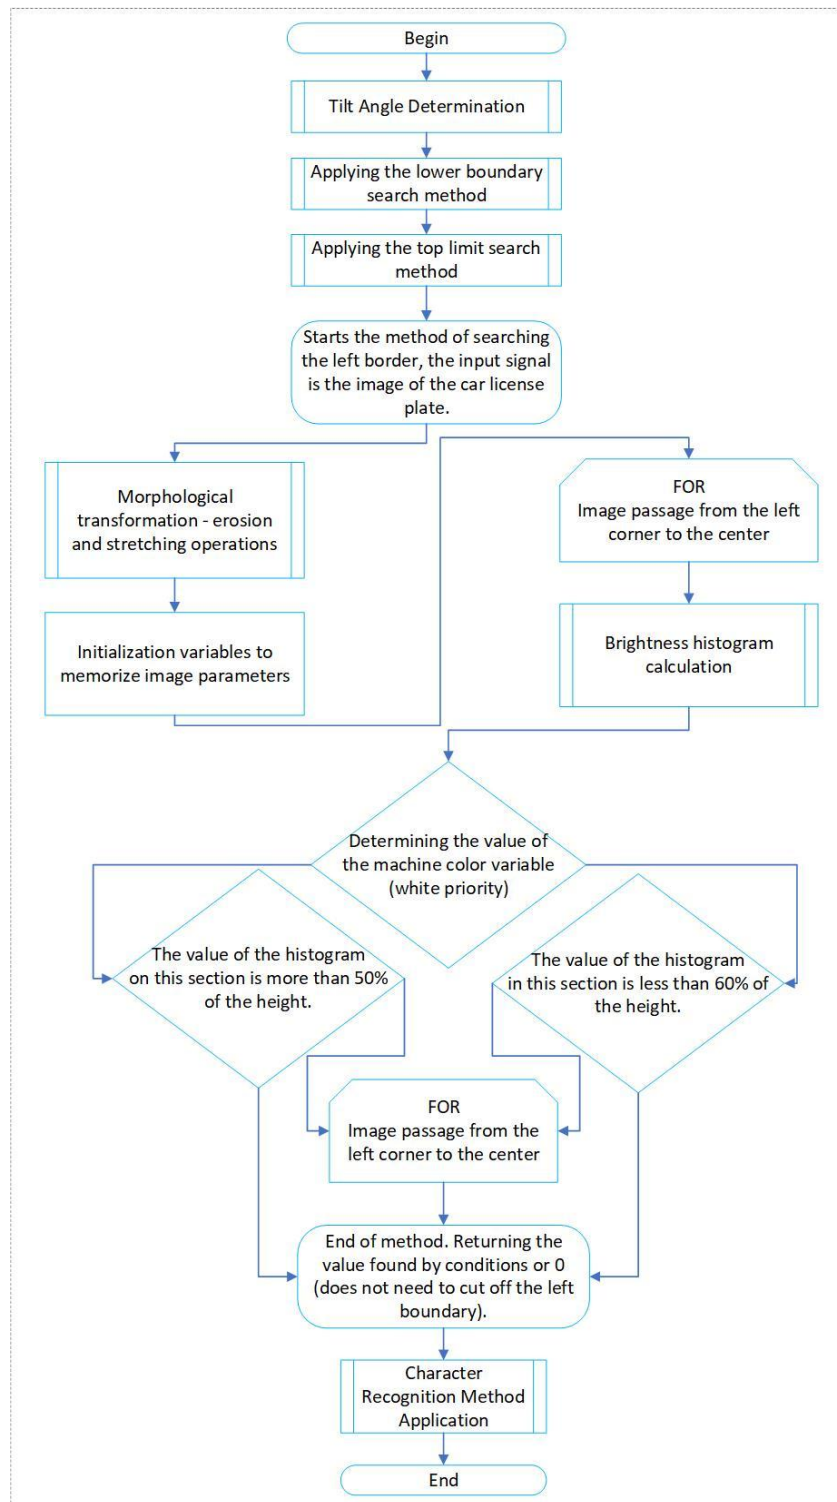 Begin
Tilt Angle Determination
Applying the lower boundary
search method
Applying the top limit search
method
Starts the method of searching
the left border, the input signal
is the image of the car license
plate.
Morphological
transformation - erosion
and stretching operations
Initialization variables to
memorize image parameters
FOR
Image passage from the left
corner to the center
Brightness histogram
calculation
Determining the value of
the machine color variable
(white priority)
The value of the histogram
on this section is more than 50%
of the height.
The value of the histogram
in this section is less than 60% of
the height.
FOR
Image passage from the
left corner to the center
End of method. Returning the
value found by conditions or 0
(does not need to cut off the left
boundary).
Character
Recognition Method
Application
End